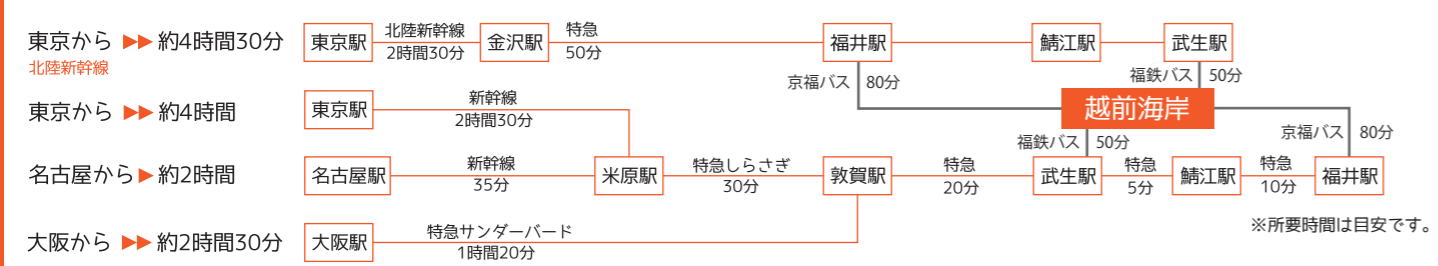 東京から ▶▶ 約4時間30分
北陸新幹線
東京駅
北陸新幹線
2時間30分
金沢駅
特急
50分
福井駅
鯖江駅
武生駅
京福バス 80分
福鉄バス 50分
越前海岸
東京から ▶▶ 約4時間
東京駅
新幹線
2時間30分
福鉄バス 50分
京福バス 80分
名古屋から ▶ 約2時間
名古屋駅
新幹線
35分
米原駅
特急しらさぎ
30分
敦賀駅
特急
20分
武生駅
特急
5分
鯖江駅
特急
10分
福井駅
大阪から ▶▶ 約2時間30分
大阪駅
特急サンダーバード
1時間20分
※所要時間は目安です。